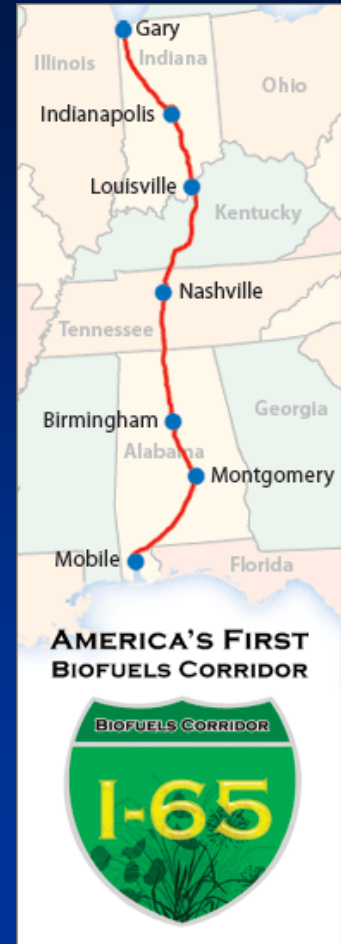 Gary
Illinois
Indiana
Ohio
Indianapolis
Louisville
Kentucky
Nashville
Tennessee
Birmingham
Georgia
Alabama
Montgomery
Mobile
Florida
AMERICA'S FIRST
BIOFUELS CORRIDOR
BIOFUELS CORRIDOR
I-65